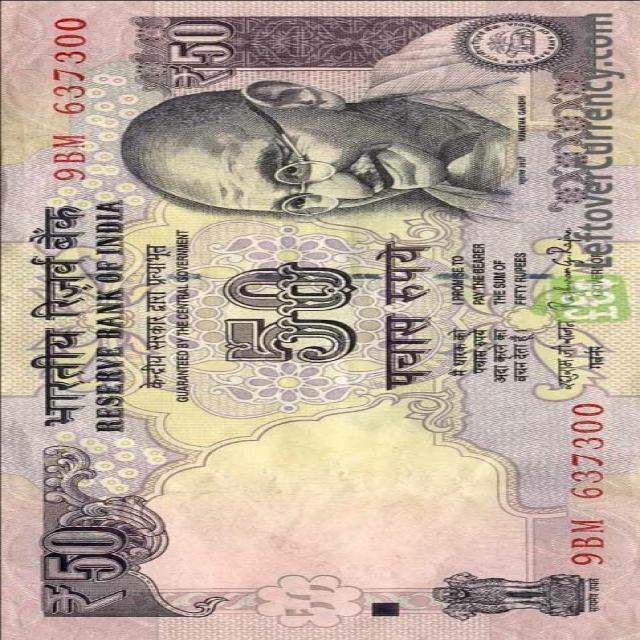 ₹50
भारतीय रिज़र्व बैंक
RESERVE BANK OF INDIA
9BM 637300
केन्द्रीय सरकार द्वारा प्रत्याभूत
GUARANTEED BY THE CENTRAL GOVERNMENT
₹50
50
पचास रुपये
मैं धारक को
पचास रुपये
अदा करने का
वचन देता हूँ।
I PROMISE TO
PAY THE BEARER
THE SUM OF
FIFTY RUPEES
गवर्नर
GOVERNOR
MAHATMA GANDHI
सत्यमेव जयते
9BM 637300
LeftoverCurrency.com